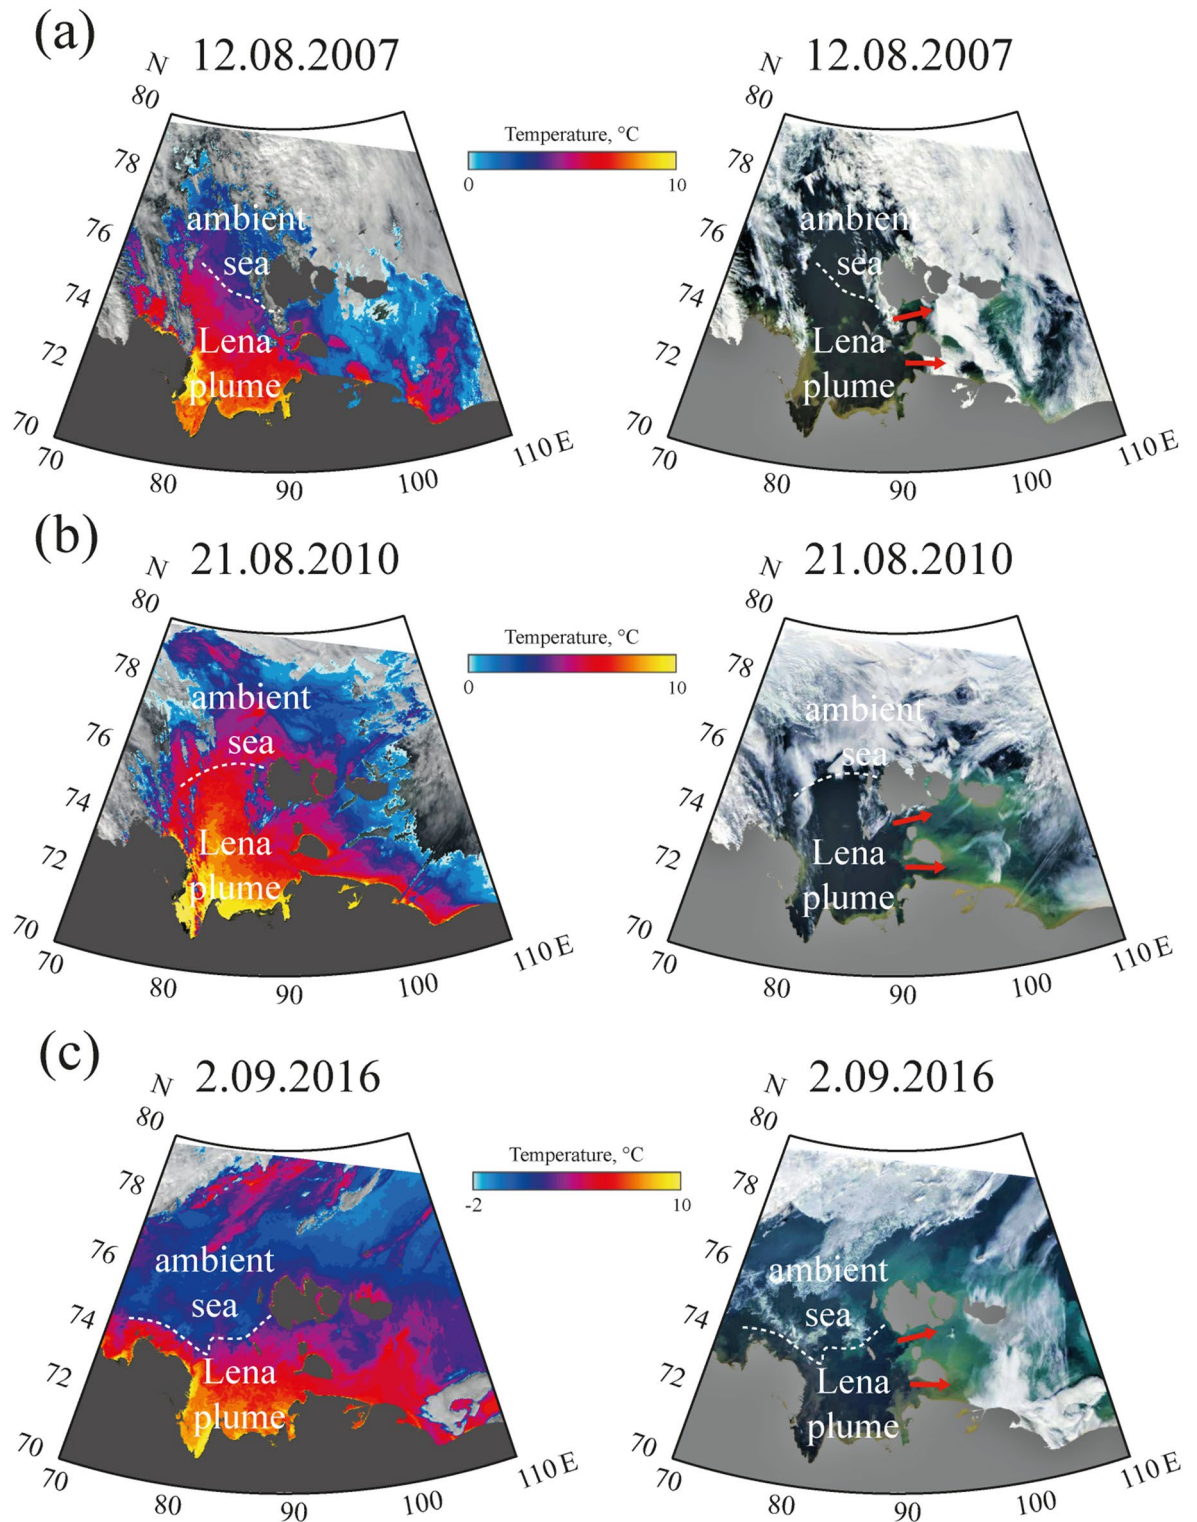 (a)
12.08.2007
12.08.2007
N
80
78
76
74
72
70
70
80
90
100
110 E
Temperature, °C
0
10
ambient
sea
Lena
plume
N
80
78
76
74
72
70
70
80
90
100
110 E
ambient
sea
Lena
plume
(b)
21.08.2010
21.08.2010
N
80
78
76
74
72
70
70
80
90
100
110 E
Temperature, °C
0
10
ambient
sea
Lena
plume
N
80
78
76
74
72
70
70
80
90
100
110 E
ambient
sea
Lena
plume
(c)
2.09.2016
2.09.2016
N
80
78
76
74
72
70
70
80
90
100
110 E
Temperature, °C
-2
10
ambient
sea
Lena
plume
N
80
78
76
74
72
70
70
80
90
100
110 E
ambient
sea
Lena
plume